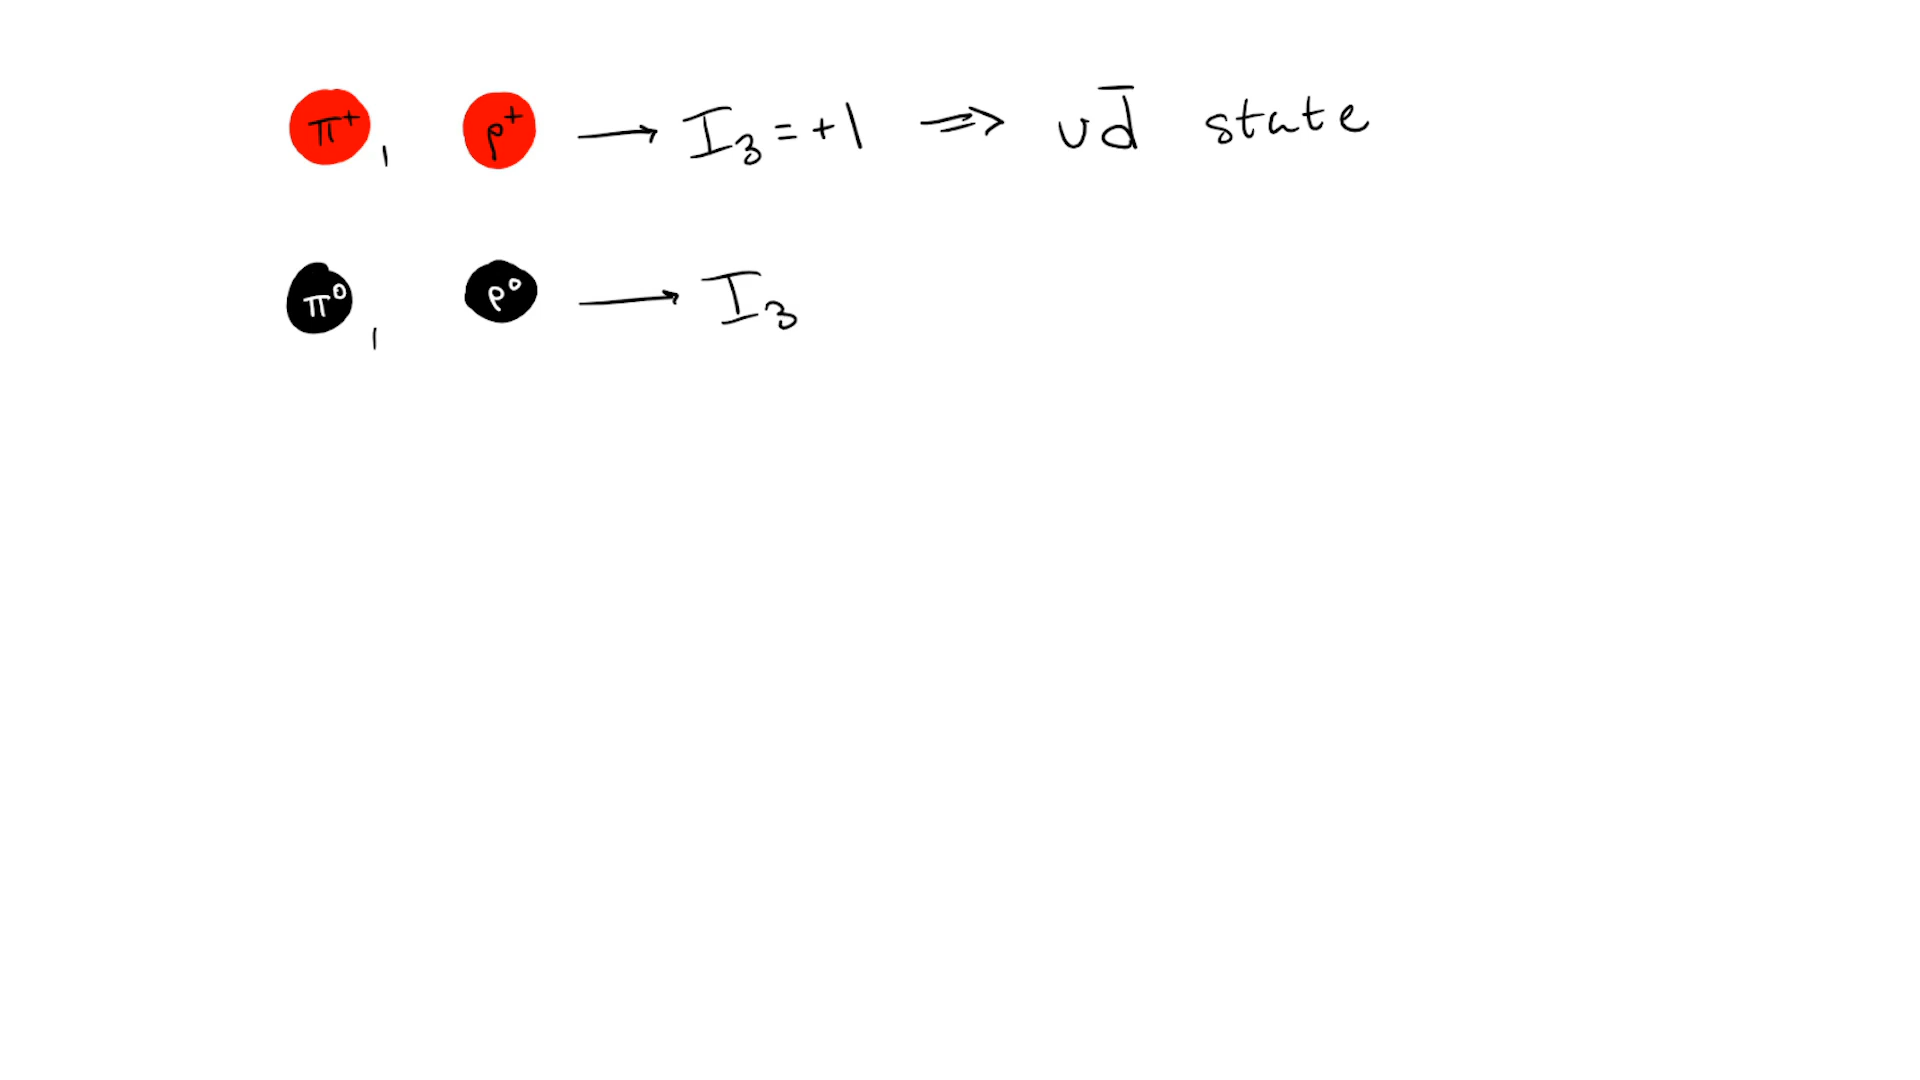 π⁺, ρ⁺ → I₃ = +1 ⇒ ud̄ state
π⁰, ρ⁰ → I₃